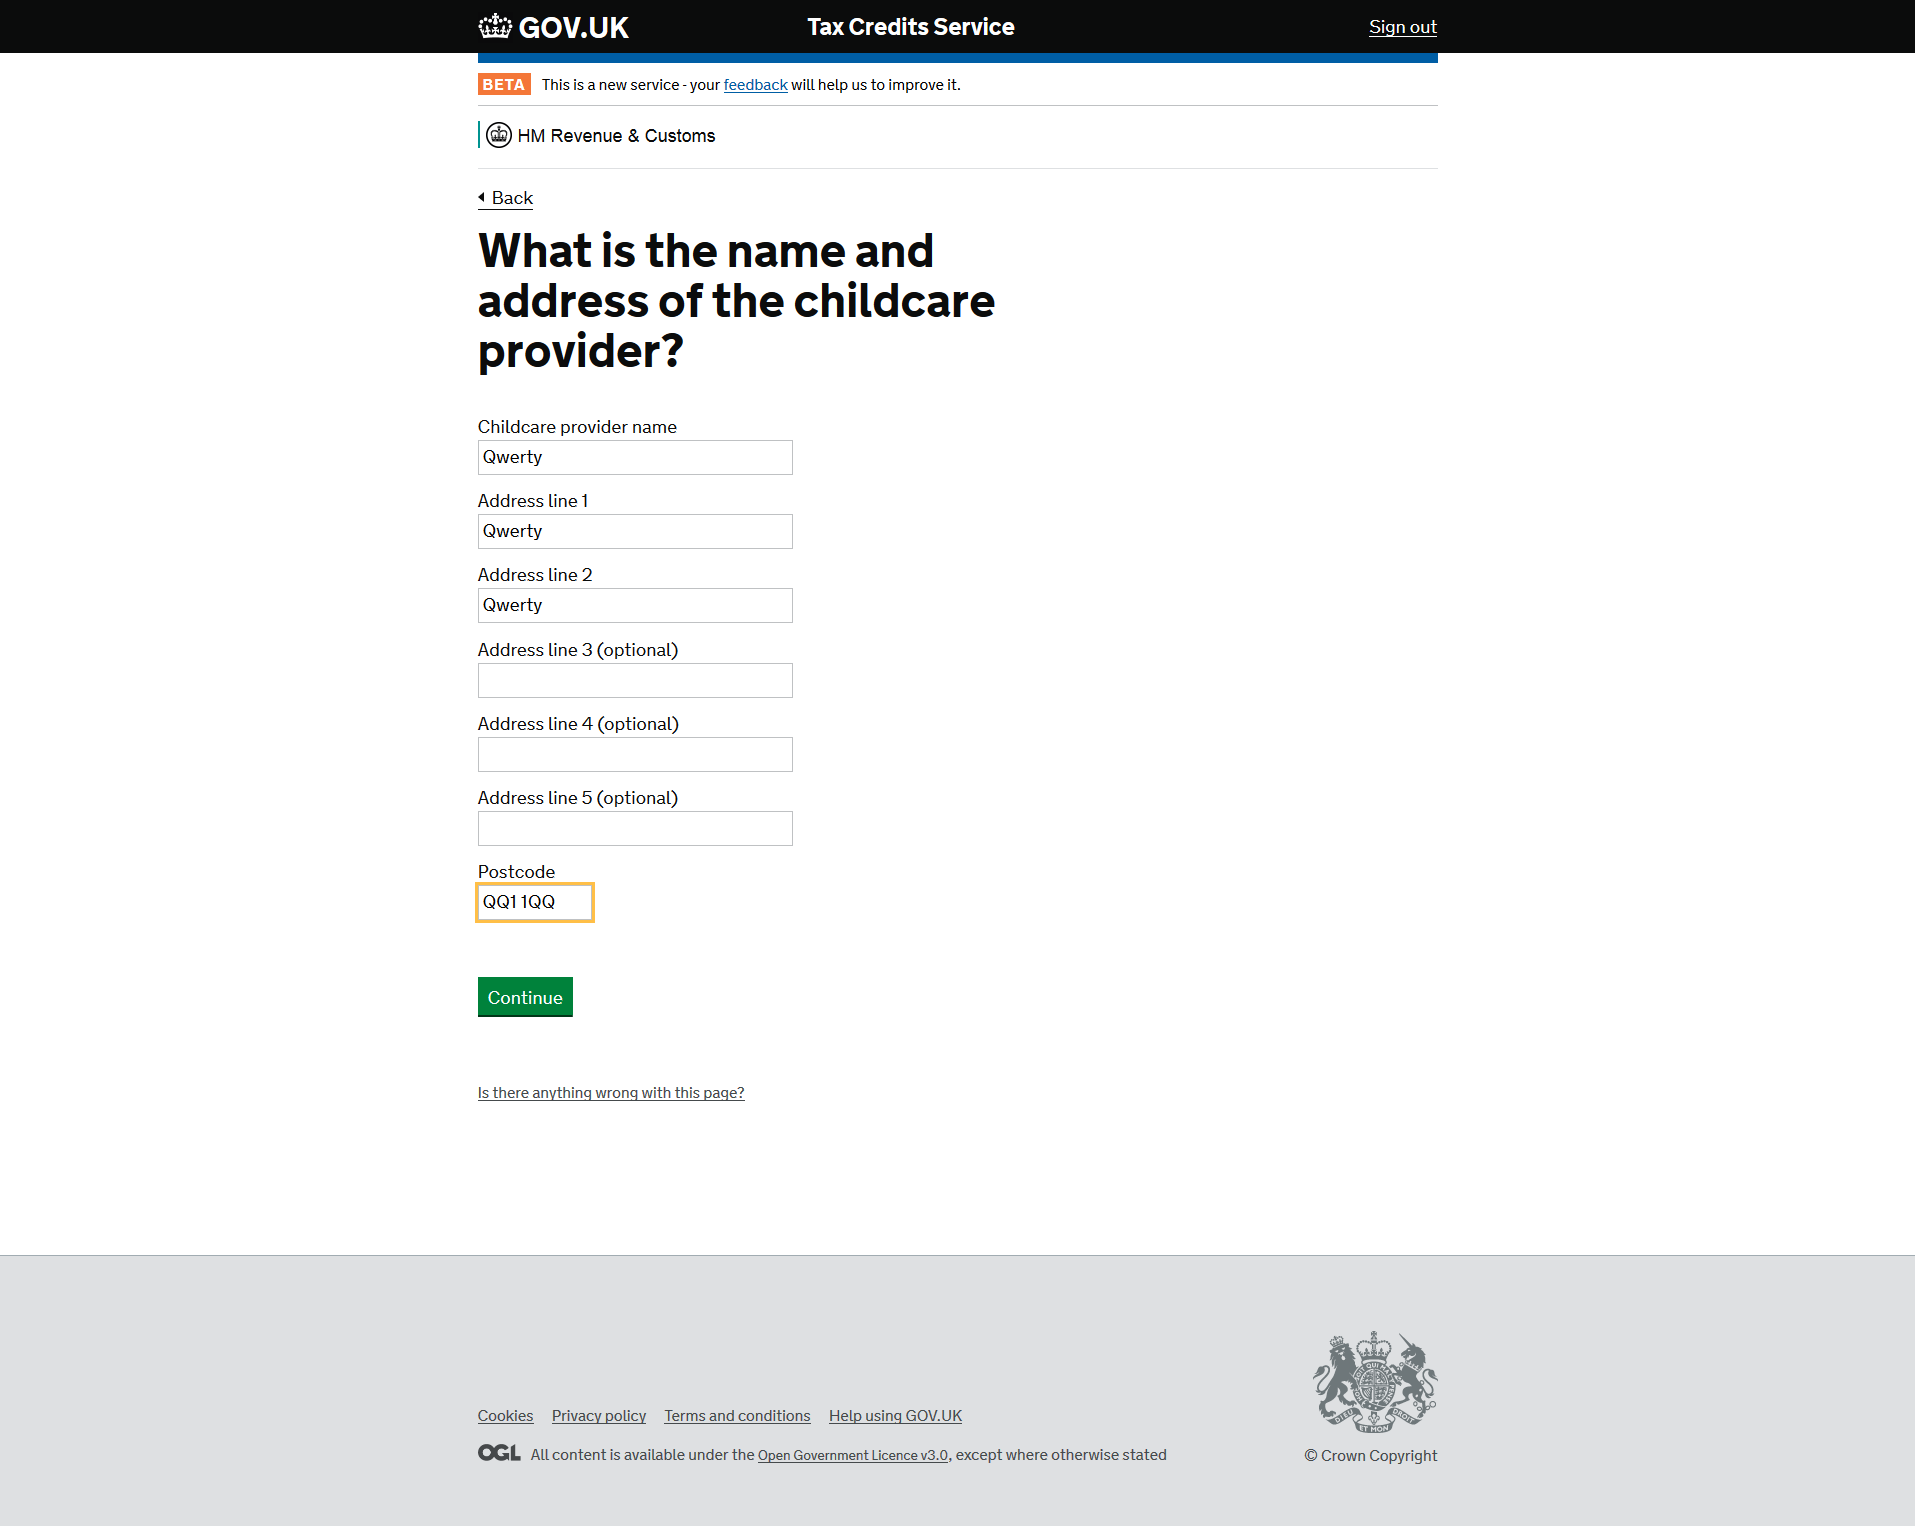 GOV.UK Tax Credits Service Sign out
BETA This is a new service - your feedback will help us to improve it.
HM Revenue & Customs
Back
What is the name and
address of the childcare
provider?
Childcare provider name
Qwerty
Address line 1
Qwerty
Address line 2
Qwerty
Address line 3 (optional)
Address line 4 (optional)
Address line 5 (optional)
Postcode
QQ1 1QQ
Continue
Is there anything wrong with this page?
Cookies Privacy policy Terms and conditions Help using GOV.UK
OGL All content is available under the Open Government Licence v3.0, except where otherwise stated
© Crown Copyright